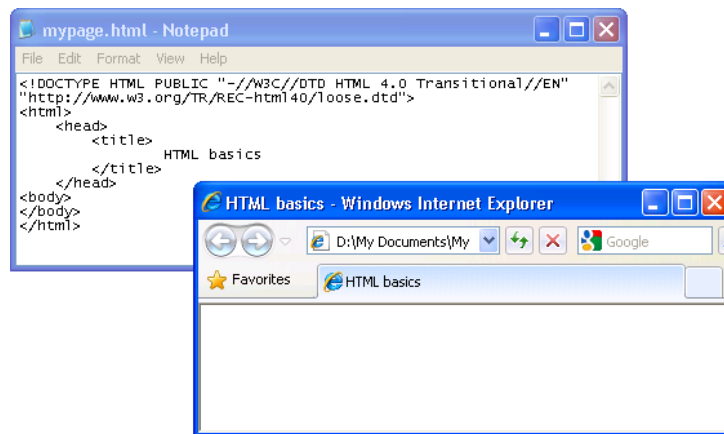 mypage.html - Notepad
File Edit Format View Help
<!DOCTYPE HTML PUBLIC "-//W3C//DTD HTML 4.0 Transitional//EN"
"http://www.w3.org/TR/REC-html40/loose.dtd">
<html>
<head>
<title>
HTML basics
</title>
</head>
<body>
</body>
</html>
HTML basics - Windows Internet Explorer
D:\My Documents\My
Google
Favorites
HTML basics